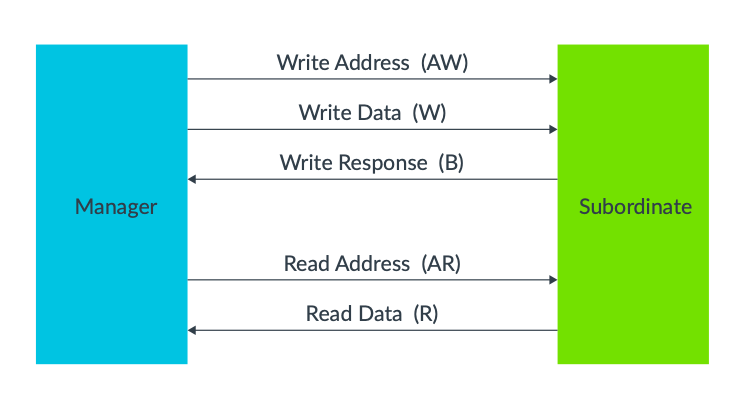 Write Address (AW)
Write Data (W)
Write Response (B)
Manager
Subordinate
Read Address (AR)
Read Data (R)